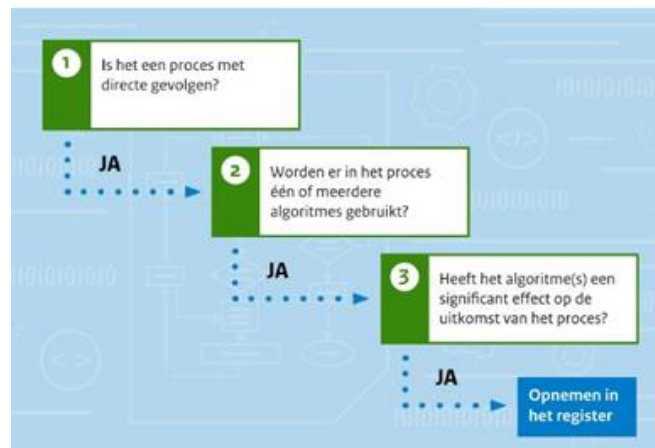 1
Is het een proces met
directe gevolgen?
JA
2
Worden er in het proces
één of meerdere
algoritmes gebruikt?
JA
3
Heeft het algoritme(s) een
significant effect op de
uitkomst van het proces?
JA
Opnemen in
het register